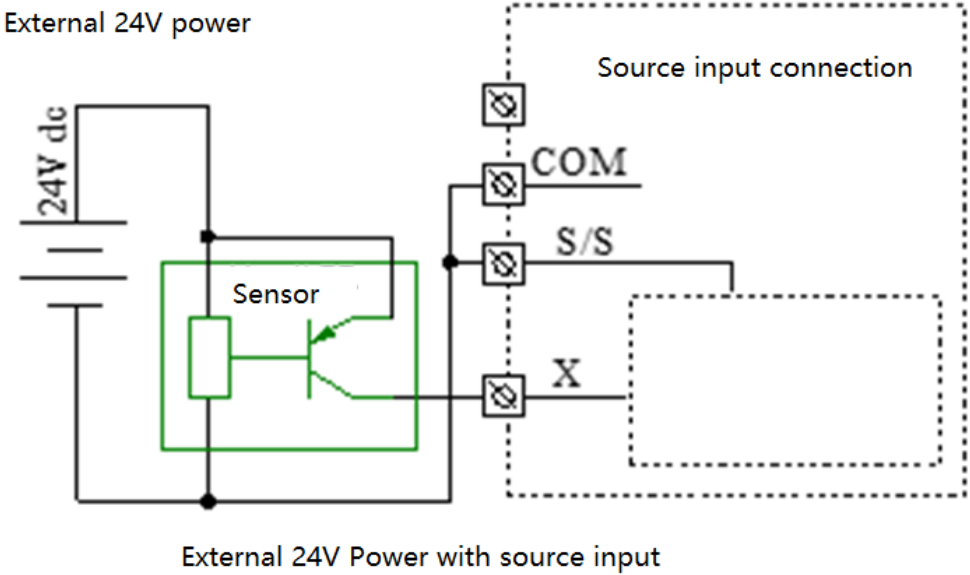 External 24V power
Source input connection
24V dc
COM
S/S
Sensor
X
External 24V Power with source input